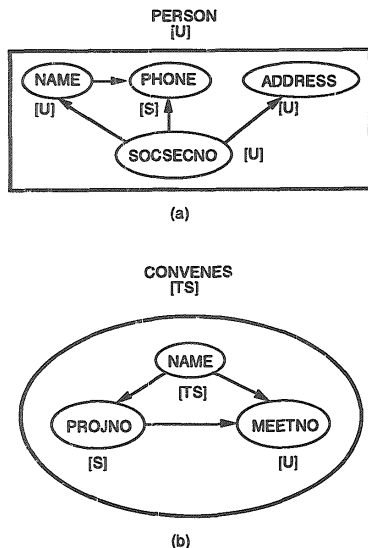 PERSON
[U]
NAME
PHONE
ADDRESS
[U]
[S]
[U]
SOCSECNO
[U]
(a)
CONVENES
[TS]
NAME
[TS]
PROJNO
MEETNO
[S]
[U]
(b)